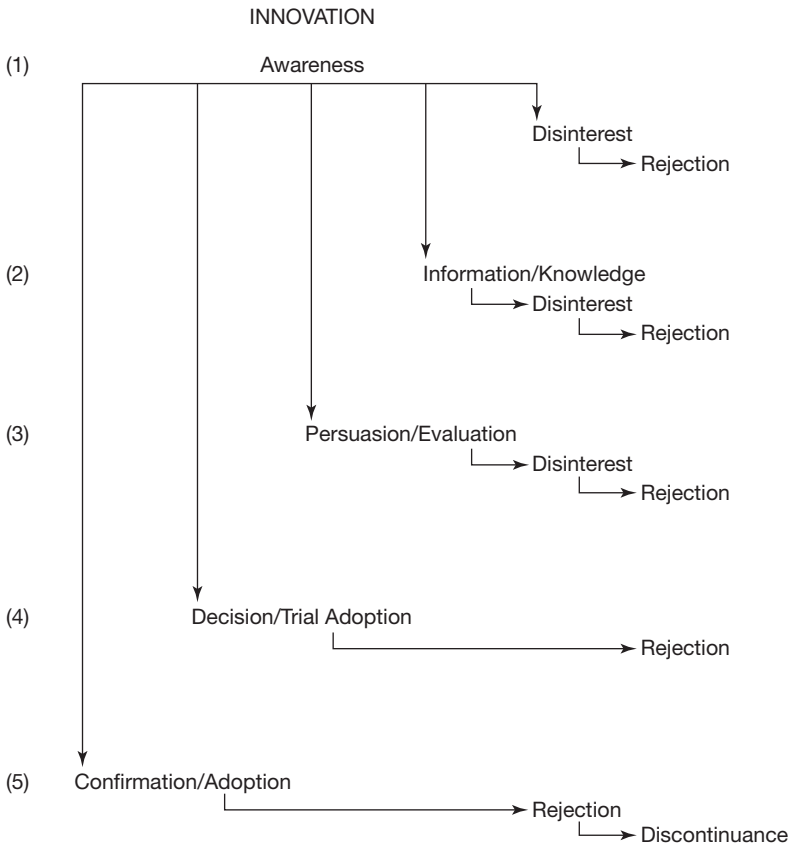 INNOVATION
(1) Awareness
Disinterest
Rejection
(2) Information/Knowledge
Disinterest
Rejection
(3) Persuasion/Evaluation
Disinterest
Rejection
(4) Decision/Trial Adoption
Rejection
(5) Confirmation/Adoption
Rejection
Discontinuance